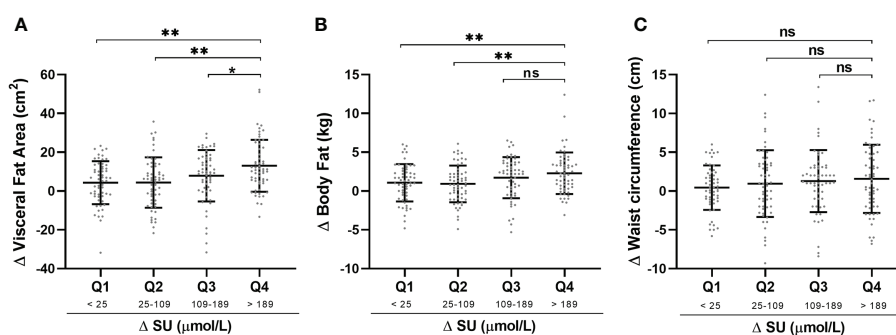 A
**
**
*
Δ Visceral Fat Area (cm²)
60
40
20
0
-20
-40
Q1 Q2 Q3 Q4
< 25 25-109 109-189 > 189
Δ SU (μmol/L)
B
**
**
ns
Δ Body Fat (kg)
15
10
5
0
-5
-10
Q1 Q2 Q3 Q4
< 25 25-109 109-189 > 189
Δ SU (μmol/L)
C
ns
ns
ns
Δ Waist circumference (cm)
15
10
5
0
-5
-10
Q1 Q2 Q3 Q4
< 25 25-109 109-189 > 189
Δ SU (μmol/L)